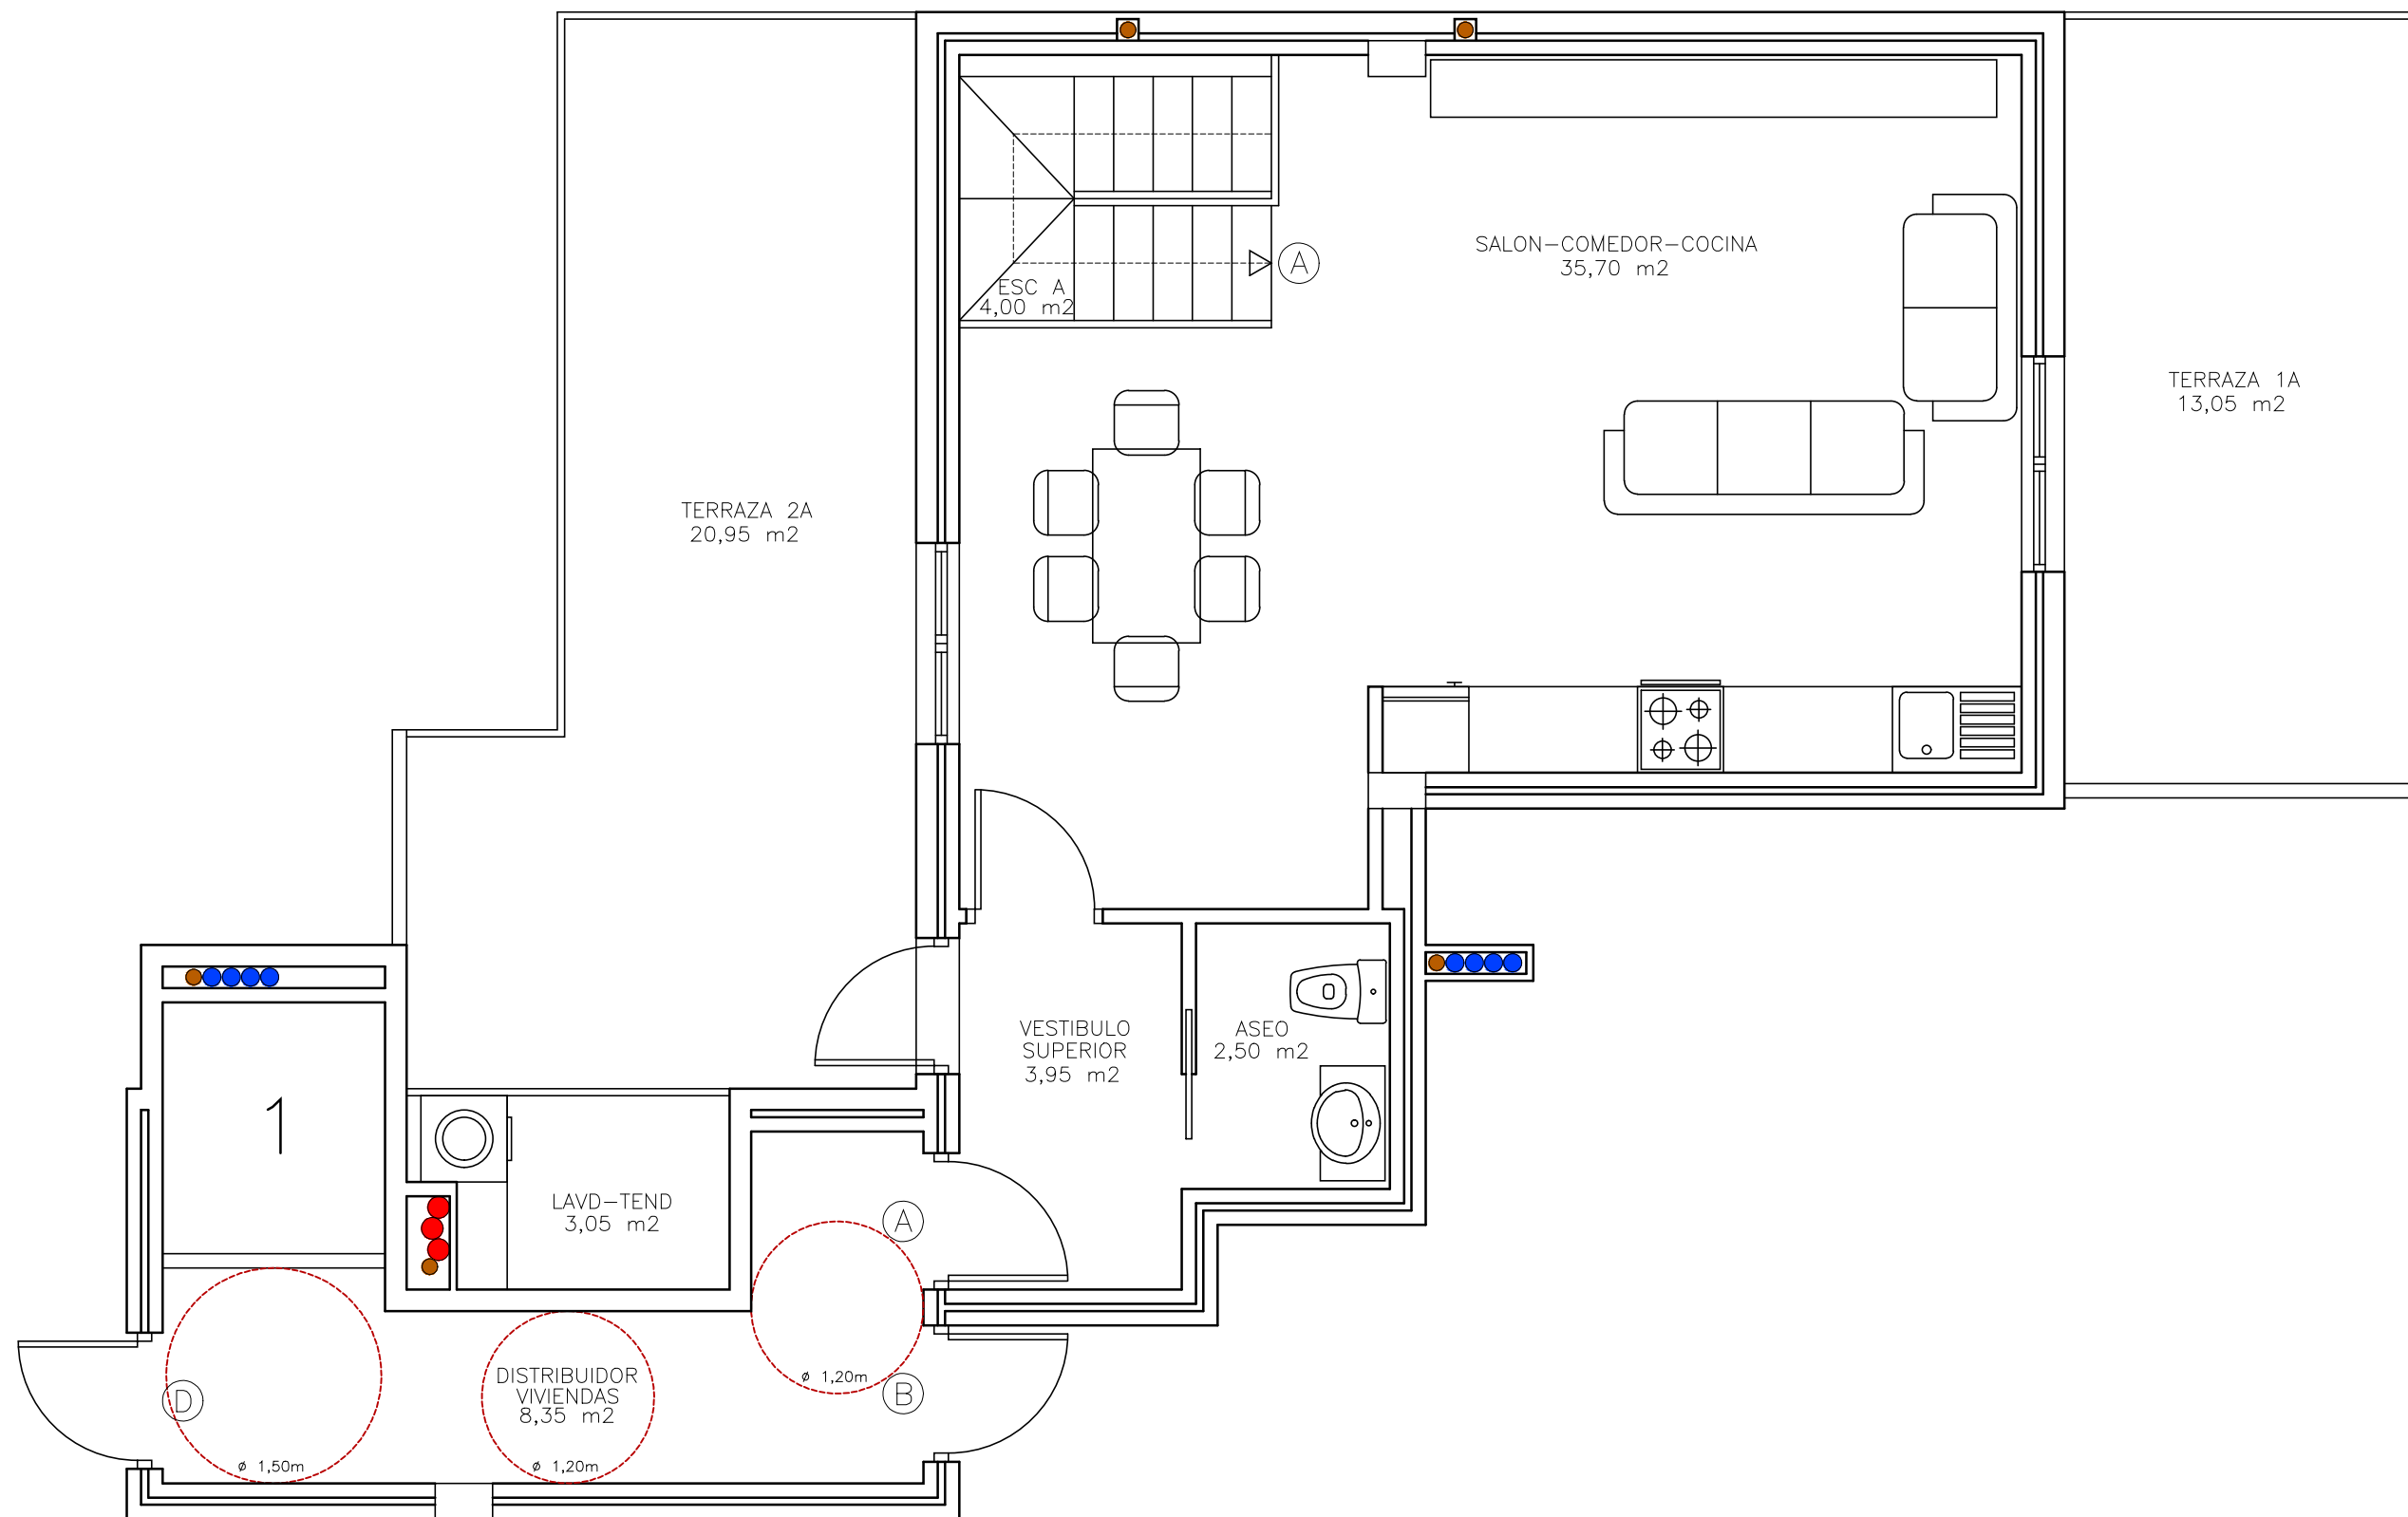 SALON-COMEDOR-COCINA
35,70 m2
A
ESC A
4,00 m2
TERRAZA 1A
13,05 m2
TERRAZA 2A
20,95 m2
VESTIBULO
SUPERIOR
3,95 m2
ASEO
2,50 m2
1
LAVD-TEND
3,05 m2
A
ø 1,20m
B
DISTRIBUIDOR
VIVIENDAS
8,35 m2
D
ø 1,50m
ø 1,20m